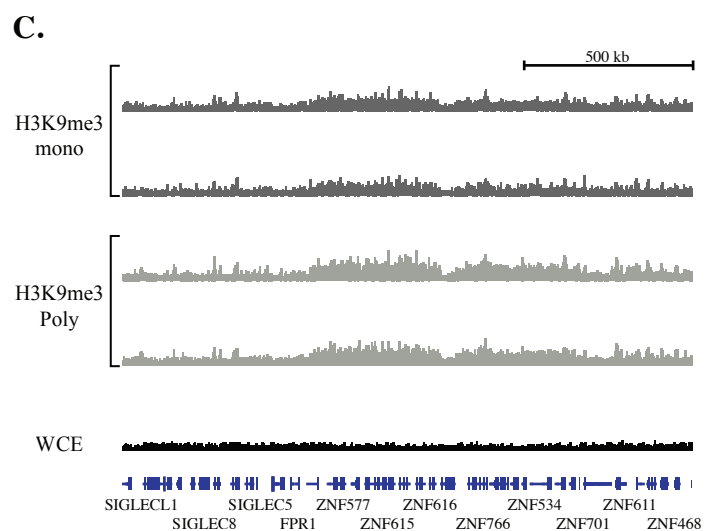 C.
500 kb
H3K9me3
mono
H3K9me3
Poly
WCE
SIGLECL1 SIGLEC5 ZNF577 ZNF616 ZNF534 ZNF611
SIGLEC8 FPR1 ZNF615 ZNF766 ZNF701 ZNF468